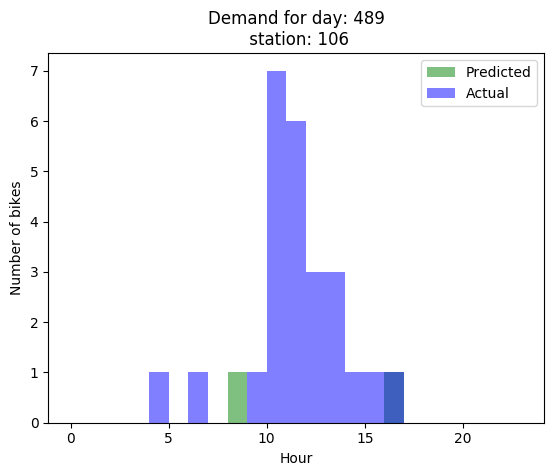 Demand for day: 489
station: 106
Predicted
Actual
Number of bikes
7
6
5
4
3
2
1
0
0 5 10 15 20
Hour